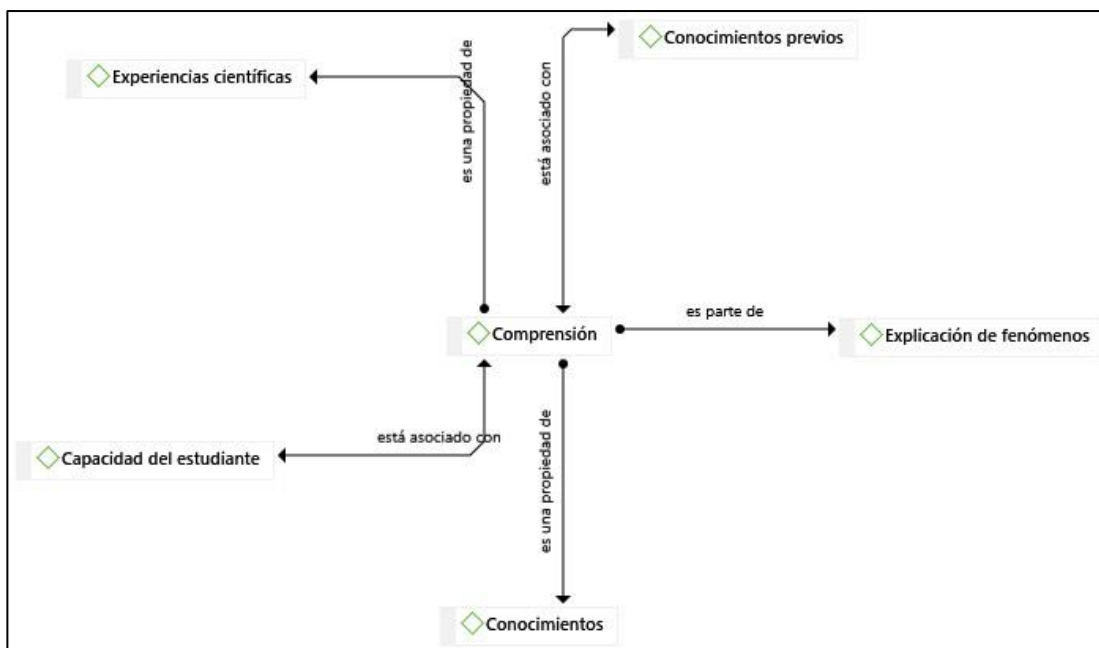 Conocimientos previos
Experiencias científicas
es una propiedad de
está asociado con
es parte de
Comprensión
Explicación de fenómenos
está asociado con
Capacidad del estudiante
es una propiedad de
Conocimientos